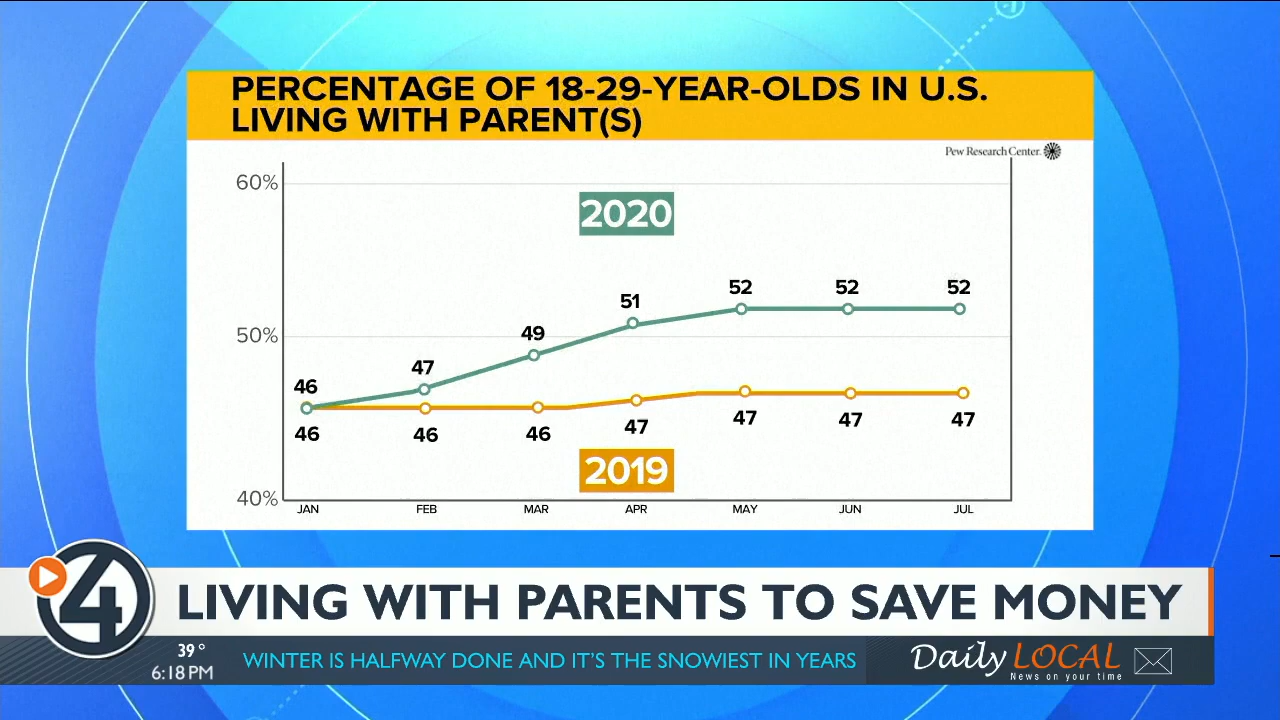 PERCENTAGE OF 18-29-YEAR-OLDS IN U.S.
LIVING WITH PARENT(S)
Pew Research Center
60%
2020
52 52 52
51
50%
49
47
46
46 46 46 47 47 47 47
2019
40%
JAN FEB MAR APR MAY JUN JUL
4
LIVING WITH PARENTS TO SAVE MONEY
39°
6:18 PM
WINTER IS HALFWAY DONE AND IT'S THE SNOWIEST IN YEARS
Daily LOCAL
News on your time